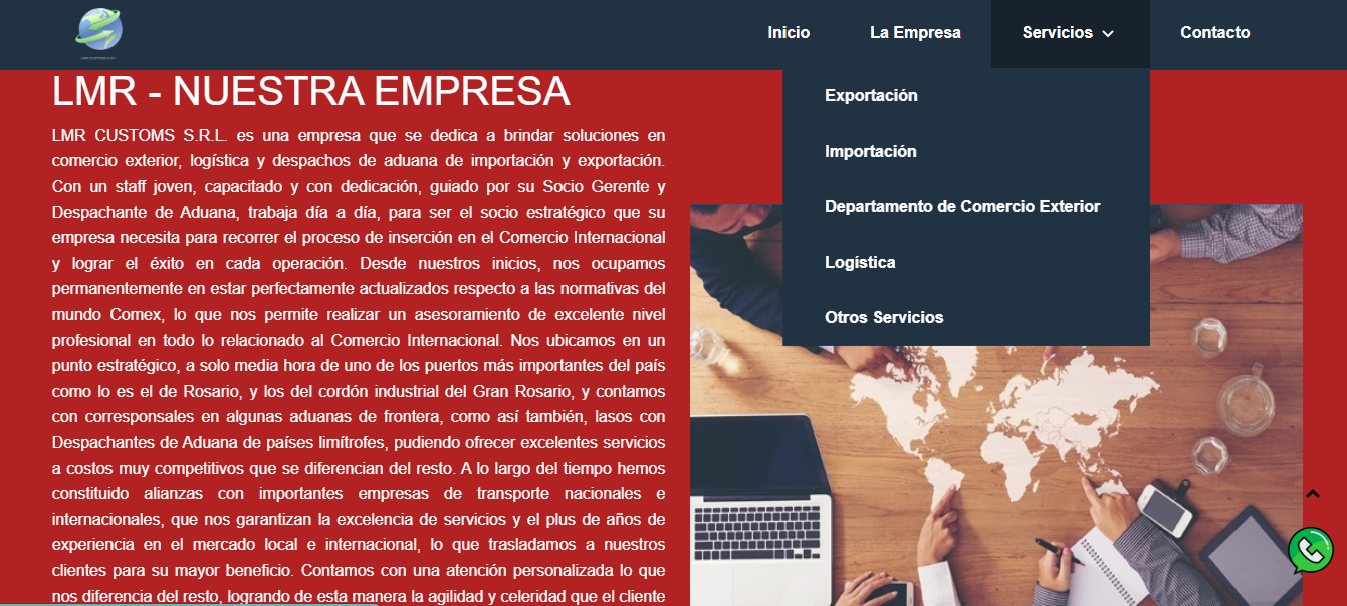 Inicio
La Empresa
Servicios
Contacto
Exportación
Importación
Departamento de Comercio Exterior
Logística
Otros Servicios
LMR - NUESTRA EMPRESA
LMR CUSTOMS S.R.L. es una empresa que se dedica a brindar soluciones en
comercio exterior, logística y despachos de aduana de importación y exportación.
Con un staff joven, capacitado y con dedicación, guiado por su Socio Gerente y
Despachante de Aduana, trabaja día a día, para ser el socio estratégico que su
empresa necesita para recorrer el proceso de inserción en el Comercio Internacional
y lograr el éxito en cada operación. Desde nuestros inicios, nos ocupamos
permanentemente en estar perfectamente actualizados respecto a las normativas del
mundo Comex, lo que nos permite realizar un asesoramiento de excelente nivel
profesional en todo lo relacionado al Comercio Internacional. Nos ubicamos en un
punto estratégico, a solo media hora de uno de los puertos más importantes del país
como lo es el de Rosario, y los del cordón industrial del Gran Rosario, y contamos
con corresponsales en algunas aduanas de frontera, como así también, lasos con
Despachantes de Aduana de países limítrofes, pudiendo ofrecer excelentes servicios
a costos muy competitivos que se diferencian del resto. A lo largo del tiempo hemos
constituido alianzas con importantes empresas de transporte nacionales e
internacionales, que nos garantizan la excelencia de servicios y el plus de años de
experiencia en el mercado local e internacional, lo que trasladamos a nuestros
clientes para su mayor beneficio. Contamos con una atención personalizada lo que
nos diferencia del resto, logrando de esta manera la agilidad y celeridad que el cliente